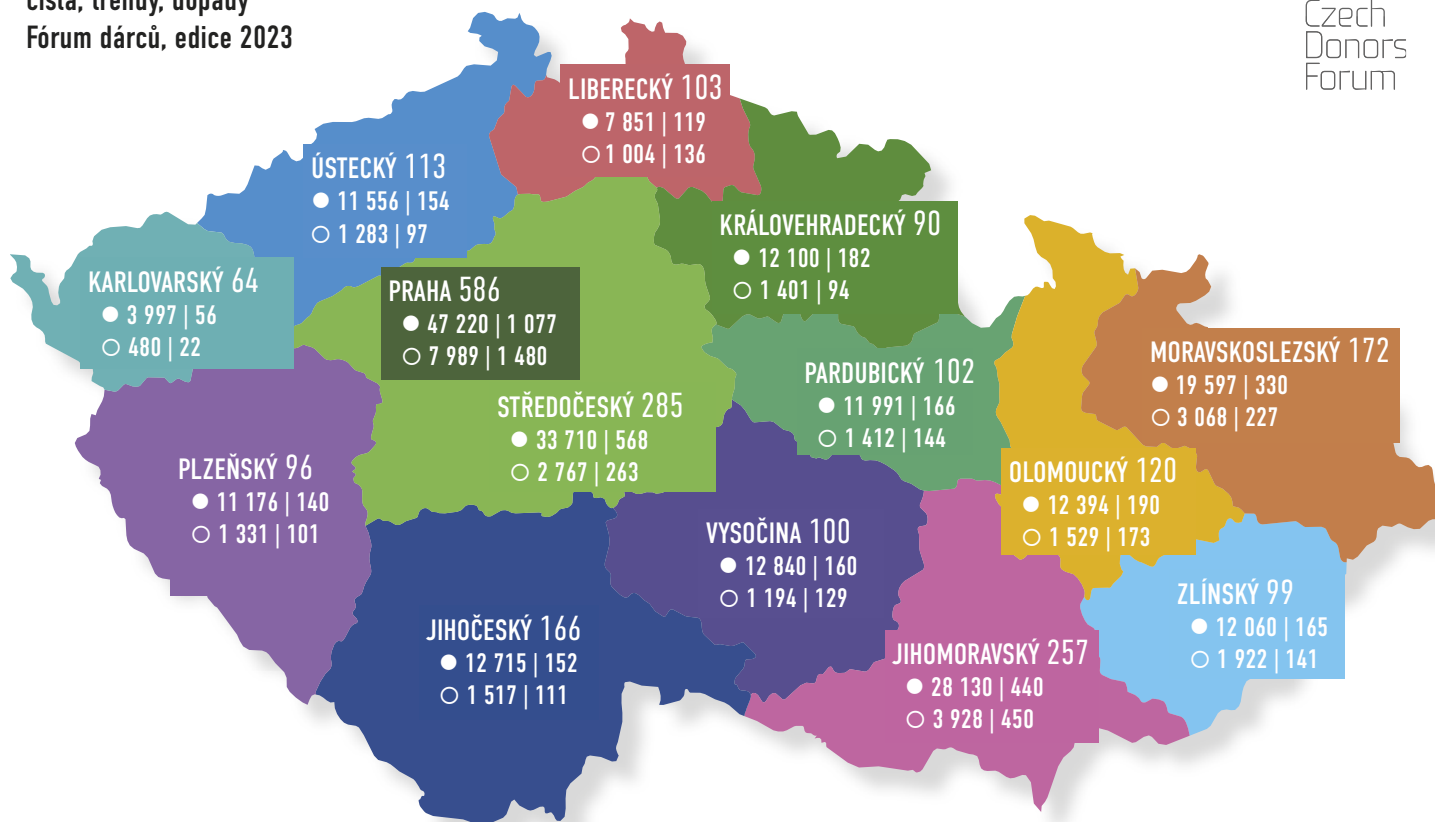 čísla, trendy, dopady
Fórum dárců, edice 2023
Czech
Donors
Forum
LIBERECKÝ 103
● 7 851 | 119
○ 1 004 | 136
ÚSTECKÝ 113
● 11 556 | 154
○ 1 283 | 97
KRÁLOVEHRADECKÝ 90
● 12 100 | 182
○ 1 401 | 94
KARLOVARSKÝ 64
● 3 997 | 56
○ 480 | 22
PRAHA 586
● 47 220 | 1 077
○ 7 989 | 1 480
MORAVSKOSLEZSKÝ 172
● 19 597 | 330
○ 3 068 | 227
PARDUBICKÝ 102
● 11 991 | 166
○ 1 412 | 144
STŘEDOČESKÝ 285
● 33 710 | 568
○ 2 767 | 263
PLZEŇSKÝ 96
● 11 176 | 140
○ 1 331 | 101
OLOMOUCKÝ 120
● 12 394 | 190
○ 1 529 | 173
VYSOČINA 100
● 12 840 | 160
○ 1 194 | 129
ZLÍNSKÝ 99
● 12 060 | 165
○ 1 922 | 141
JIHOČESKÝ 166
● 12 715 | 152
○ 1 517 | 111
JIHOMORAVSKÝ 257
● 28 130 | 440
○ 3 928 | 450